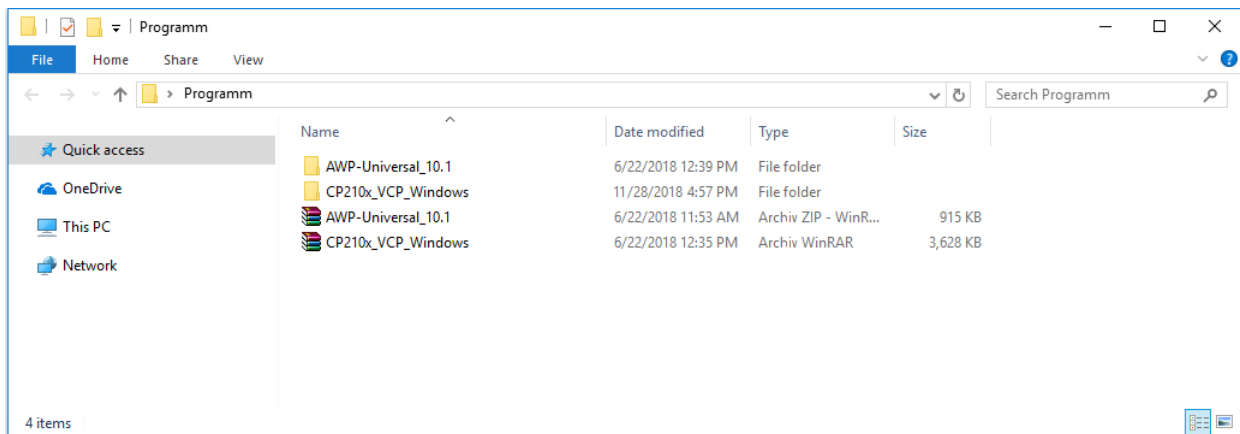 Programm
File Home Share View
Programm
Search Programm
Name Date modified Type Size
Quick access
OneDrive
This PC
Network
AWP-Universal_10.1 6/22/2018 12:39 PM File folder
CP210x_VCP_Windows 11/28/2018 4:57 PM File folder
AWP-Universal_10.1 6/22/2018 11:53 AM Archiv ZIP - WinR... 915 KB
CP210x_VCP_Windows 6/22/2018 12:35 PM Archiv WinRAR 3,628 KB
4 items